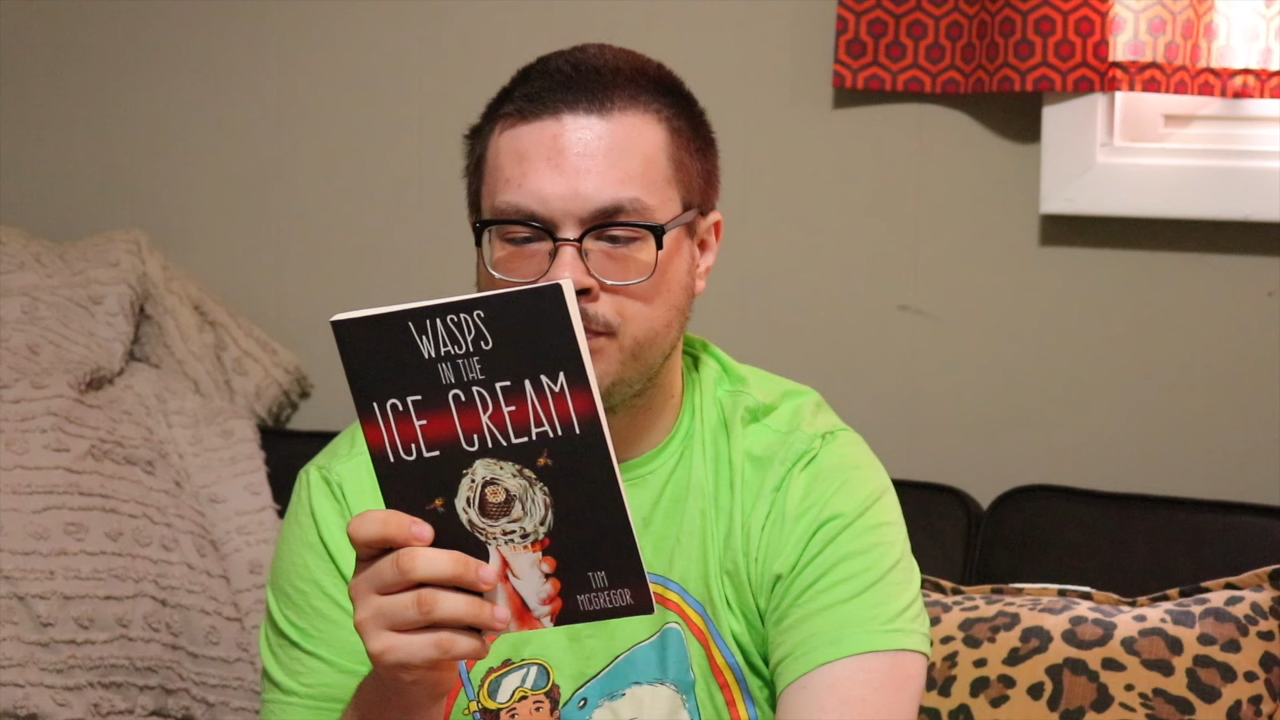 WASPS
IN THE
ICE CREAM
TIM
MCGREGOR